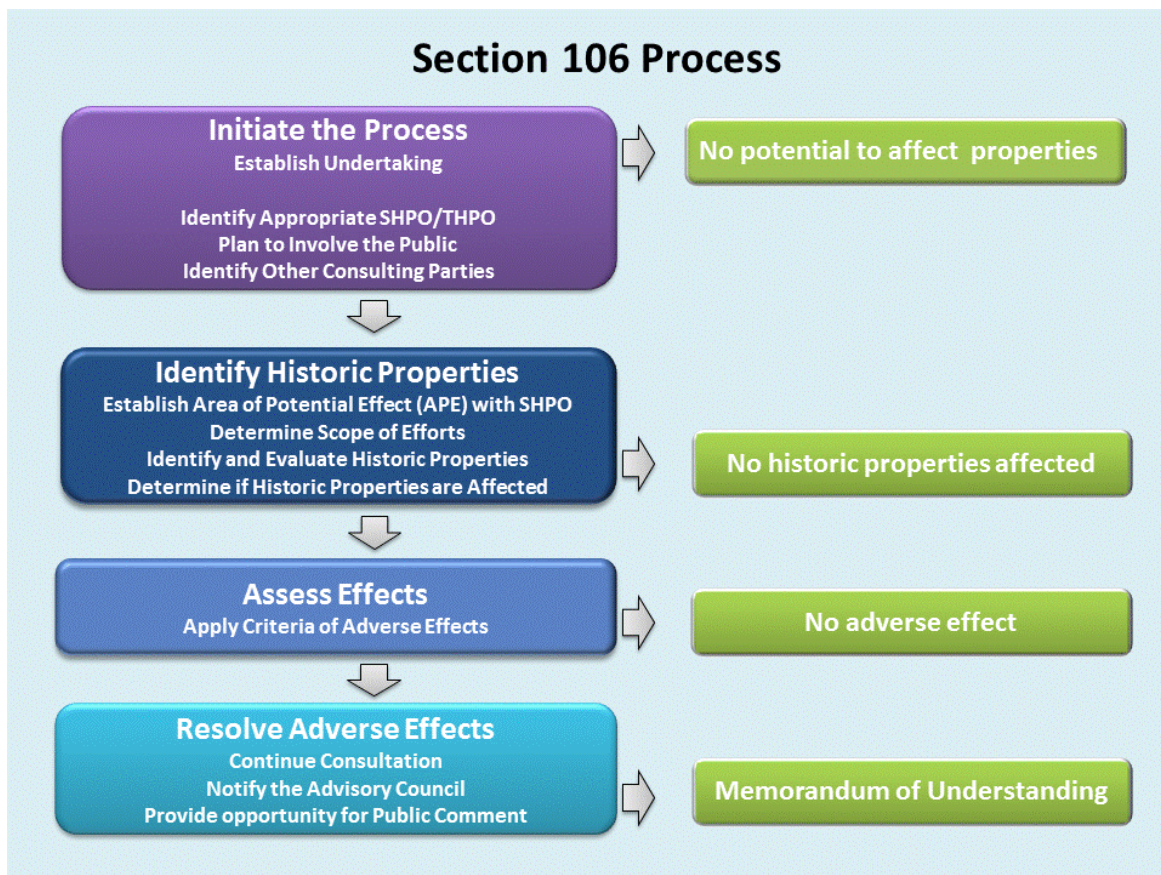 Section 106 Process
Initiate the Process
Establish Undertaking
Identify Appropriate SHPO/THPO
Plan to Involve the Public
Identify Other Consulting Parties
No potential to affect properties
Identify Historic Properties
Establish Area of Potential Effect (APE) with SHPO
Determine Scope of Efforts
Identify and Evaluate Historic Properties
Determine if Historic Properties are Affected
No historic properties affected
Assess Effects
Apply Criteria of Adverse Effects
No adverse effect
Resolve Adverse Effects
Continue Consultation
Notify the Advisory Council
Provide opportunity for Public Comment
Memorandum of Understanding